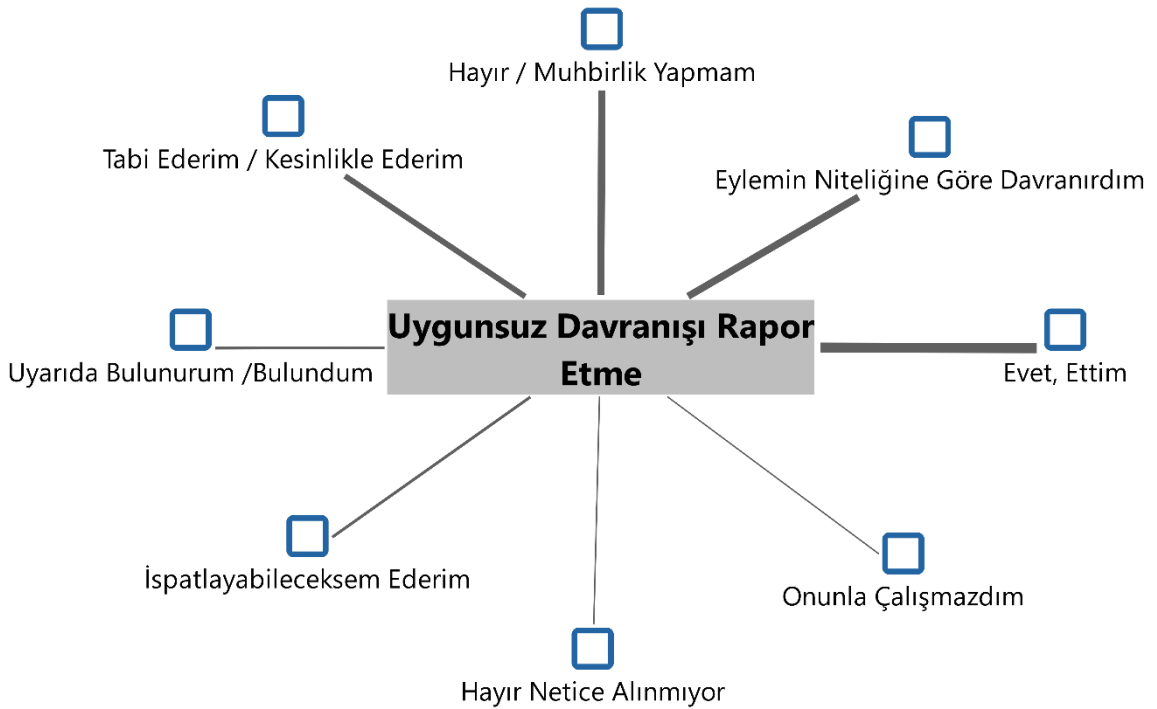 Hayır / Muhbirlik Yapmam
Tabi Ederim / Kesinlikle Ederim
Eylemin Niteliğine Göre Davranırdım
Uygunsuz Davranışı Rapor
Etme
Uyarıda Bulunurum /Bulundum
Evet, Ettim
İspatlayabileceksem Ederim
Onunla Çalışmazdım
Hayır Netice Alınmıyor